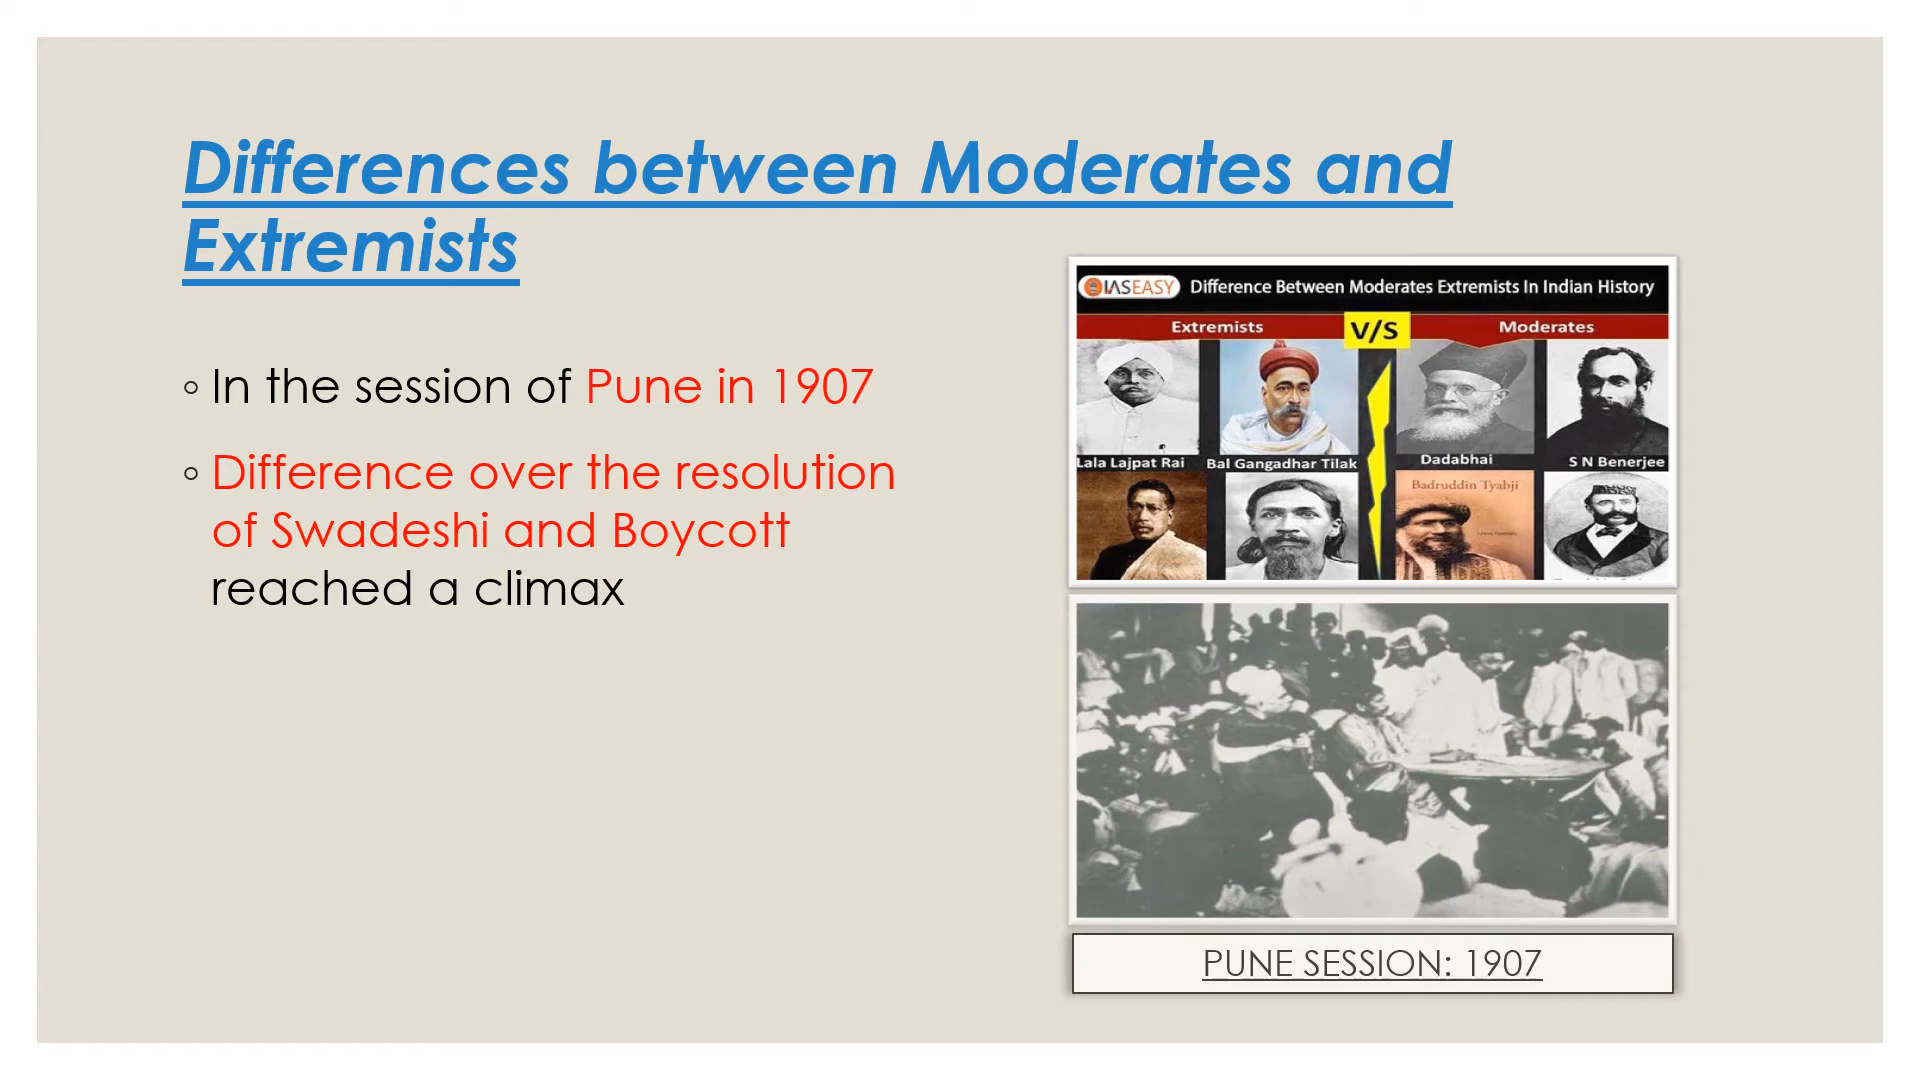 Differences between Moderates and
Extremists
◦ In the session of Pune in 1907
◦ Difference over the resolution
of Swadeshi and Boycott
reached a climax
IASEASY Difference Between Moderates Extremists In Indian History
Extremists V/S Moderates
Lala Lajpat Rai Bal Gangadhar Tilak Dadabhai S N Benerjee
Badruddin Tyabji
PUNE SESSION: 1907